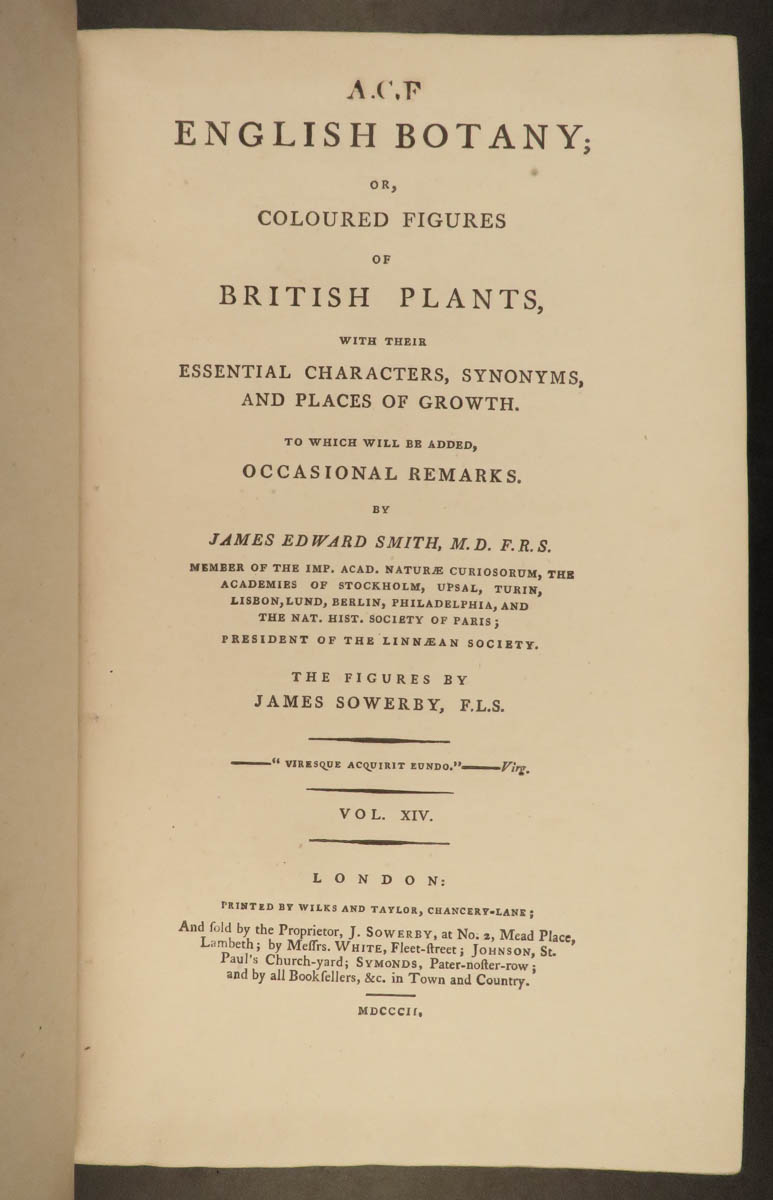 A.C.F
ENGLISH BOTANY;
OR,
COLOURED FIGURES
OF
BRITISH PLANTS,
WITH THEIR
ESSENTIAL CHARACTERS, SYNONYMS,
AND PLACES OF GROWTH.
TO WHICH WILL BE ADDED,
OCCASIONAL REMARKS.
BY
JAMES EDWARD SMITH, M.D. F.R.S.
MEMBER OF THE IMP. ACAD. NATURÆ CURIOSORUM, THE
ACADEMIES OF STOCKHOLM, UPSAL, TURIN,
LISBON, LUND, BERLIN, PHILADELPHIA, AND
THE NAT. HIST. SOCIETY OF PARIS;
PRESIDENT OF THE LINNÆAN SOCIETY.
THE FIGURES BY
JAMES SOWERBY, F.L.S.
——“ VIRESQUE ACQUIRIT EUNDO.”——Virg.
VOL. XIV.
LONDON:
PRINTED BY WILKS AND TAYLOR, CHANCERY-LANE;
And ſold by the Proprietor, J. SOWERBY, at No. 2, Mead Place,
Lambeth; by Meſſrs. WHITE, Fleet-ſtreet; JOHNSON, St.
Paul's Church-yard; SYMONDS, Pater-noſter-row;
and by all Bookſellers, &c. in Town and Country.
MDCCCII.